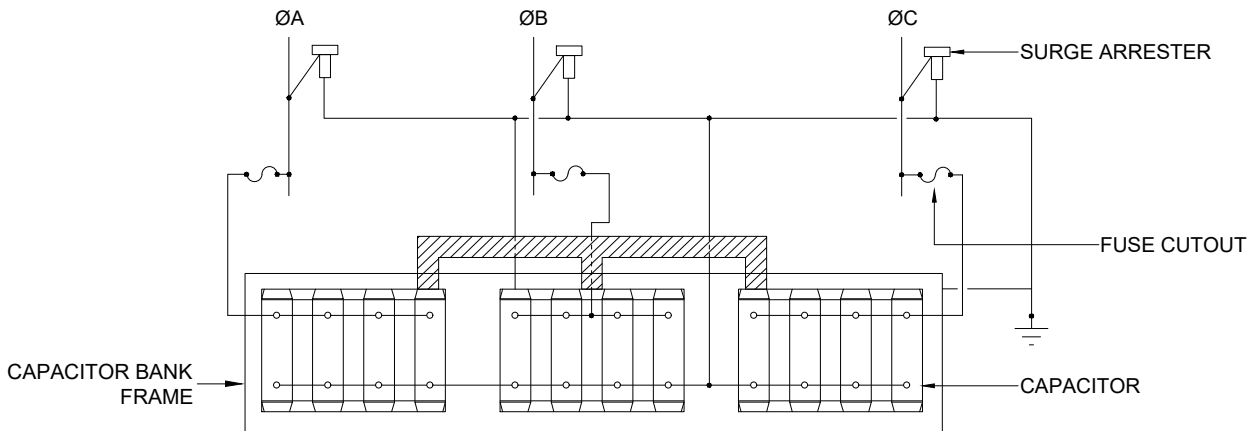 ØA
ØB
ØC
SURGE ARRESTER
FUSE CUTOUT
CAPACITOR BANK
FRAME
CAPACITOR